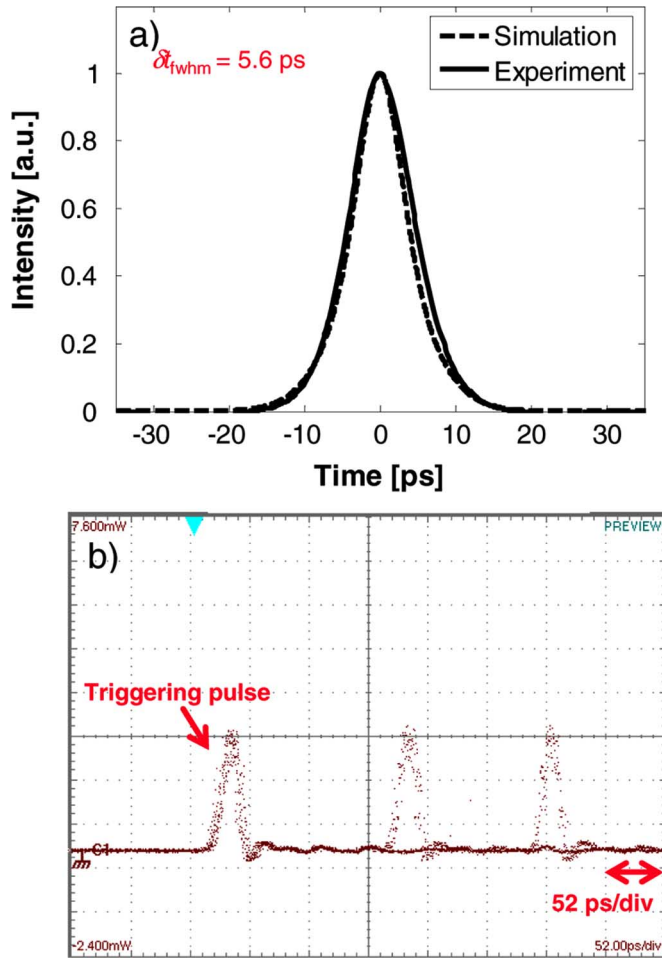 a)
δt_fwhm = 5.6 ps
Simulation
Experiment
Intensity [a.u.]
1
0.8
0.6
0.4
0.2
0
-30
-20
-10
0
10
20
30
Time [ps]
7.600mW
PREVIEW
b)
Triggering pulse
C1
52 ps/div
-2.400mW
52.00ps/div